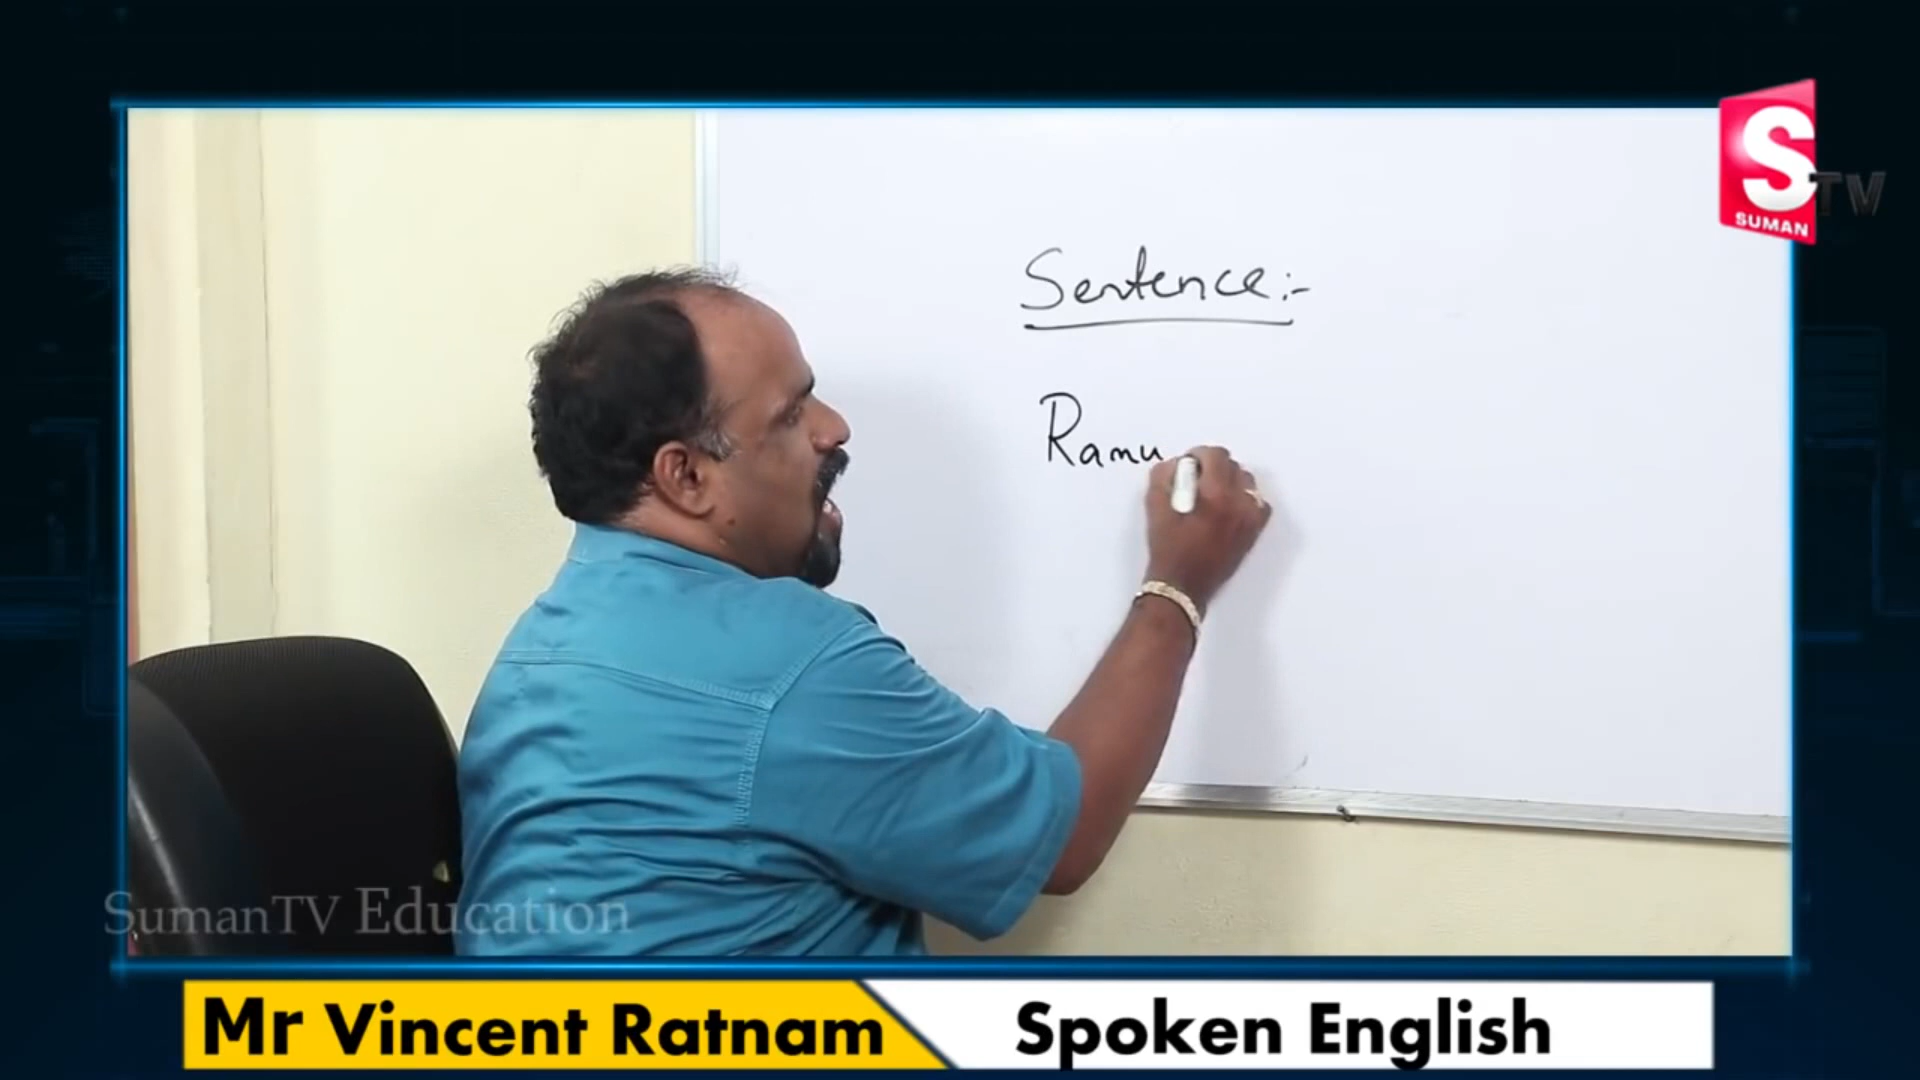 S
TV
SUMAN
Sentence:-
Ramu
SumanTV Education
Mr Vincent Ratnam
Spoken English